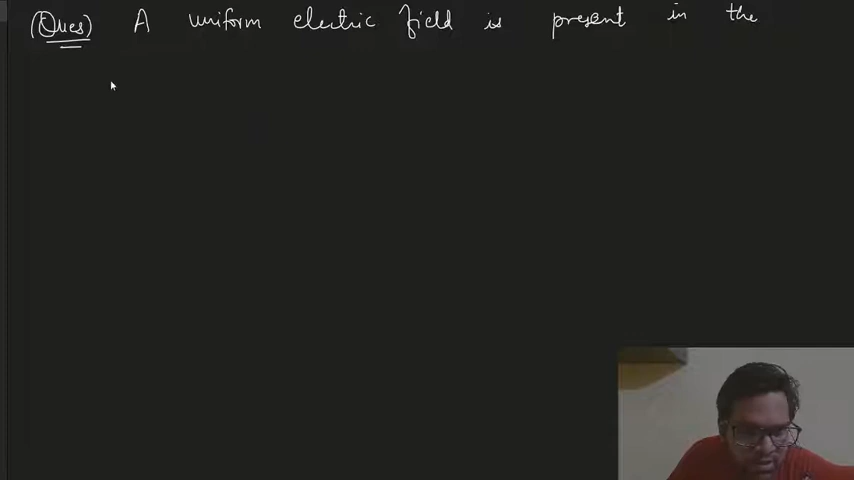 (Ques) A uniform electric field is present in the